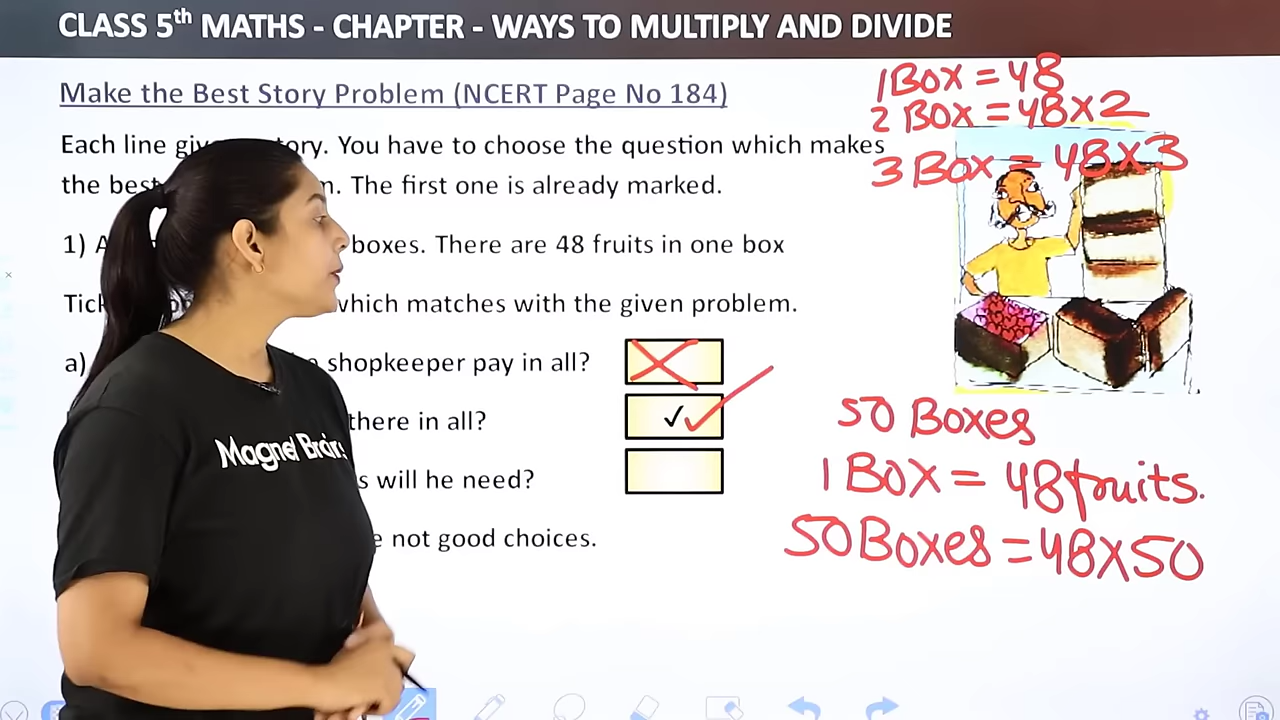 CLASS 5th MATHS - CHAPTER - WAYS TO MULTIPLY AND DIVIDE
Make the Best Story Problem (NCERT Page No 184)
1 Box = 48
2 Box = 48x2
3 Box = 48x3
Each line ory. You have to choose the question which makes
the best The first one is already marked.
1) boxes. There are 48 fruits in one box
which matches with the given problem.
a) shopkeeper pay in all?
there in all?
will he need?
not good choices.
Magnet Brains
50 Boxes
1 Box = 48 fruits.
50 Boxes = 48x50